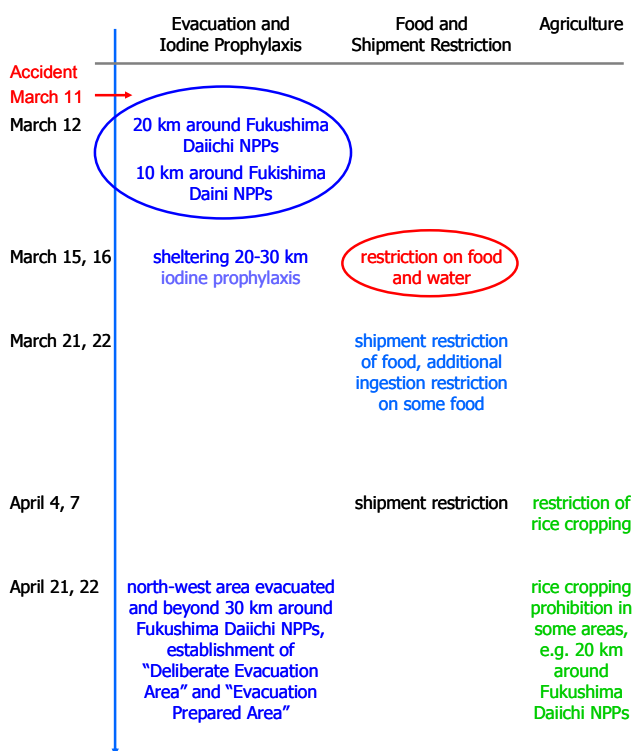 Evacuation and
Iodine Prophylaxis
Food and
Shipment Restriction
Agriculture
Accident
March 11
March 12
20 km around Fukushima
Daiichi NPPs
10 km around Fukishima
Daini NPPs
March 15, 16
sheltering 20-30 km
iodine prophylaxis
restriction on food
and water
March 21, 22
shipment restriction
of food, additional
ingestion restriction
on some food
April 4, 7
shipment restriction
restriction of
rice cropping
April 21, 22
north-west area evacuated
and beyond 30 km around
Fukushima Daiichi NPPs,
establishment of
“Deliberate Evacuation
Area” and “Evacuation
Prepared Area”
rice cropping
prohibition in
some areas,
e.g. 20 km
around
Fukushima
Daiichi NPPs